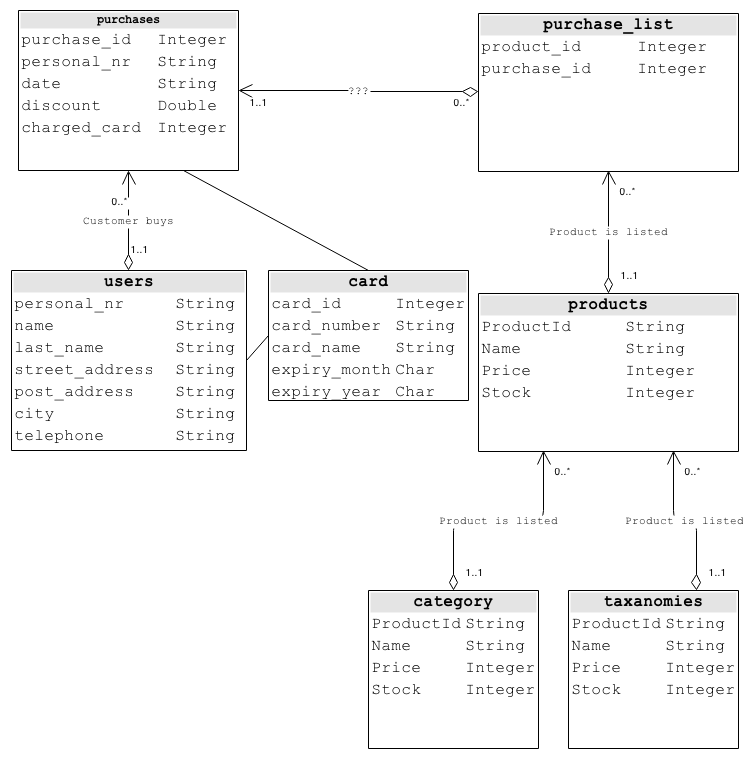 purchases
purchase_id Integer
personal_nr String
date String
discount Double
charged_card Integer
purchase_list
product_id Integer
purchase_id Integer
1..1
???
0..*
0..*
Customer buys
1..1
0..*
Product is listed
1..1
users
personal_nr String
name String
last_name String
street_address String
post_address String
city String
telephone String
card
card_id Integer
card_number String
card_name String
expiry_month Char
expiry_year Char
products
ProductId String
Name String
Price Integer
Stock Integer
0..*
Product is listed
1..1
0..*
Product is listed
1..1
category
ProductId String
Name String
Price Integer
Stock Integer
taxanomies
ProductId String
Name String
Price Integer
Stock Integer